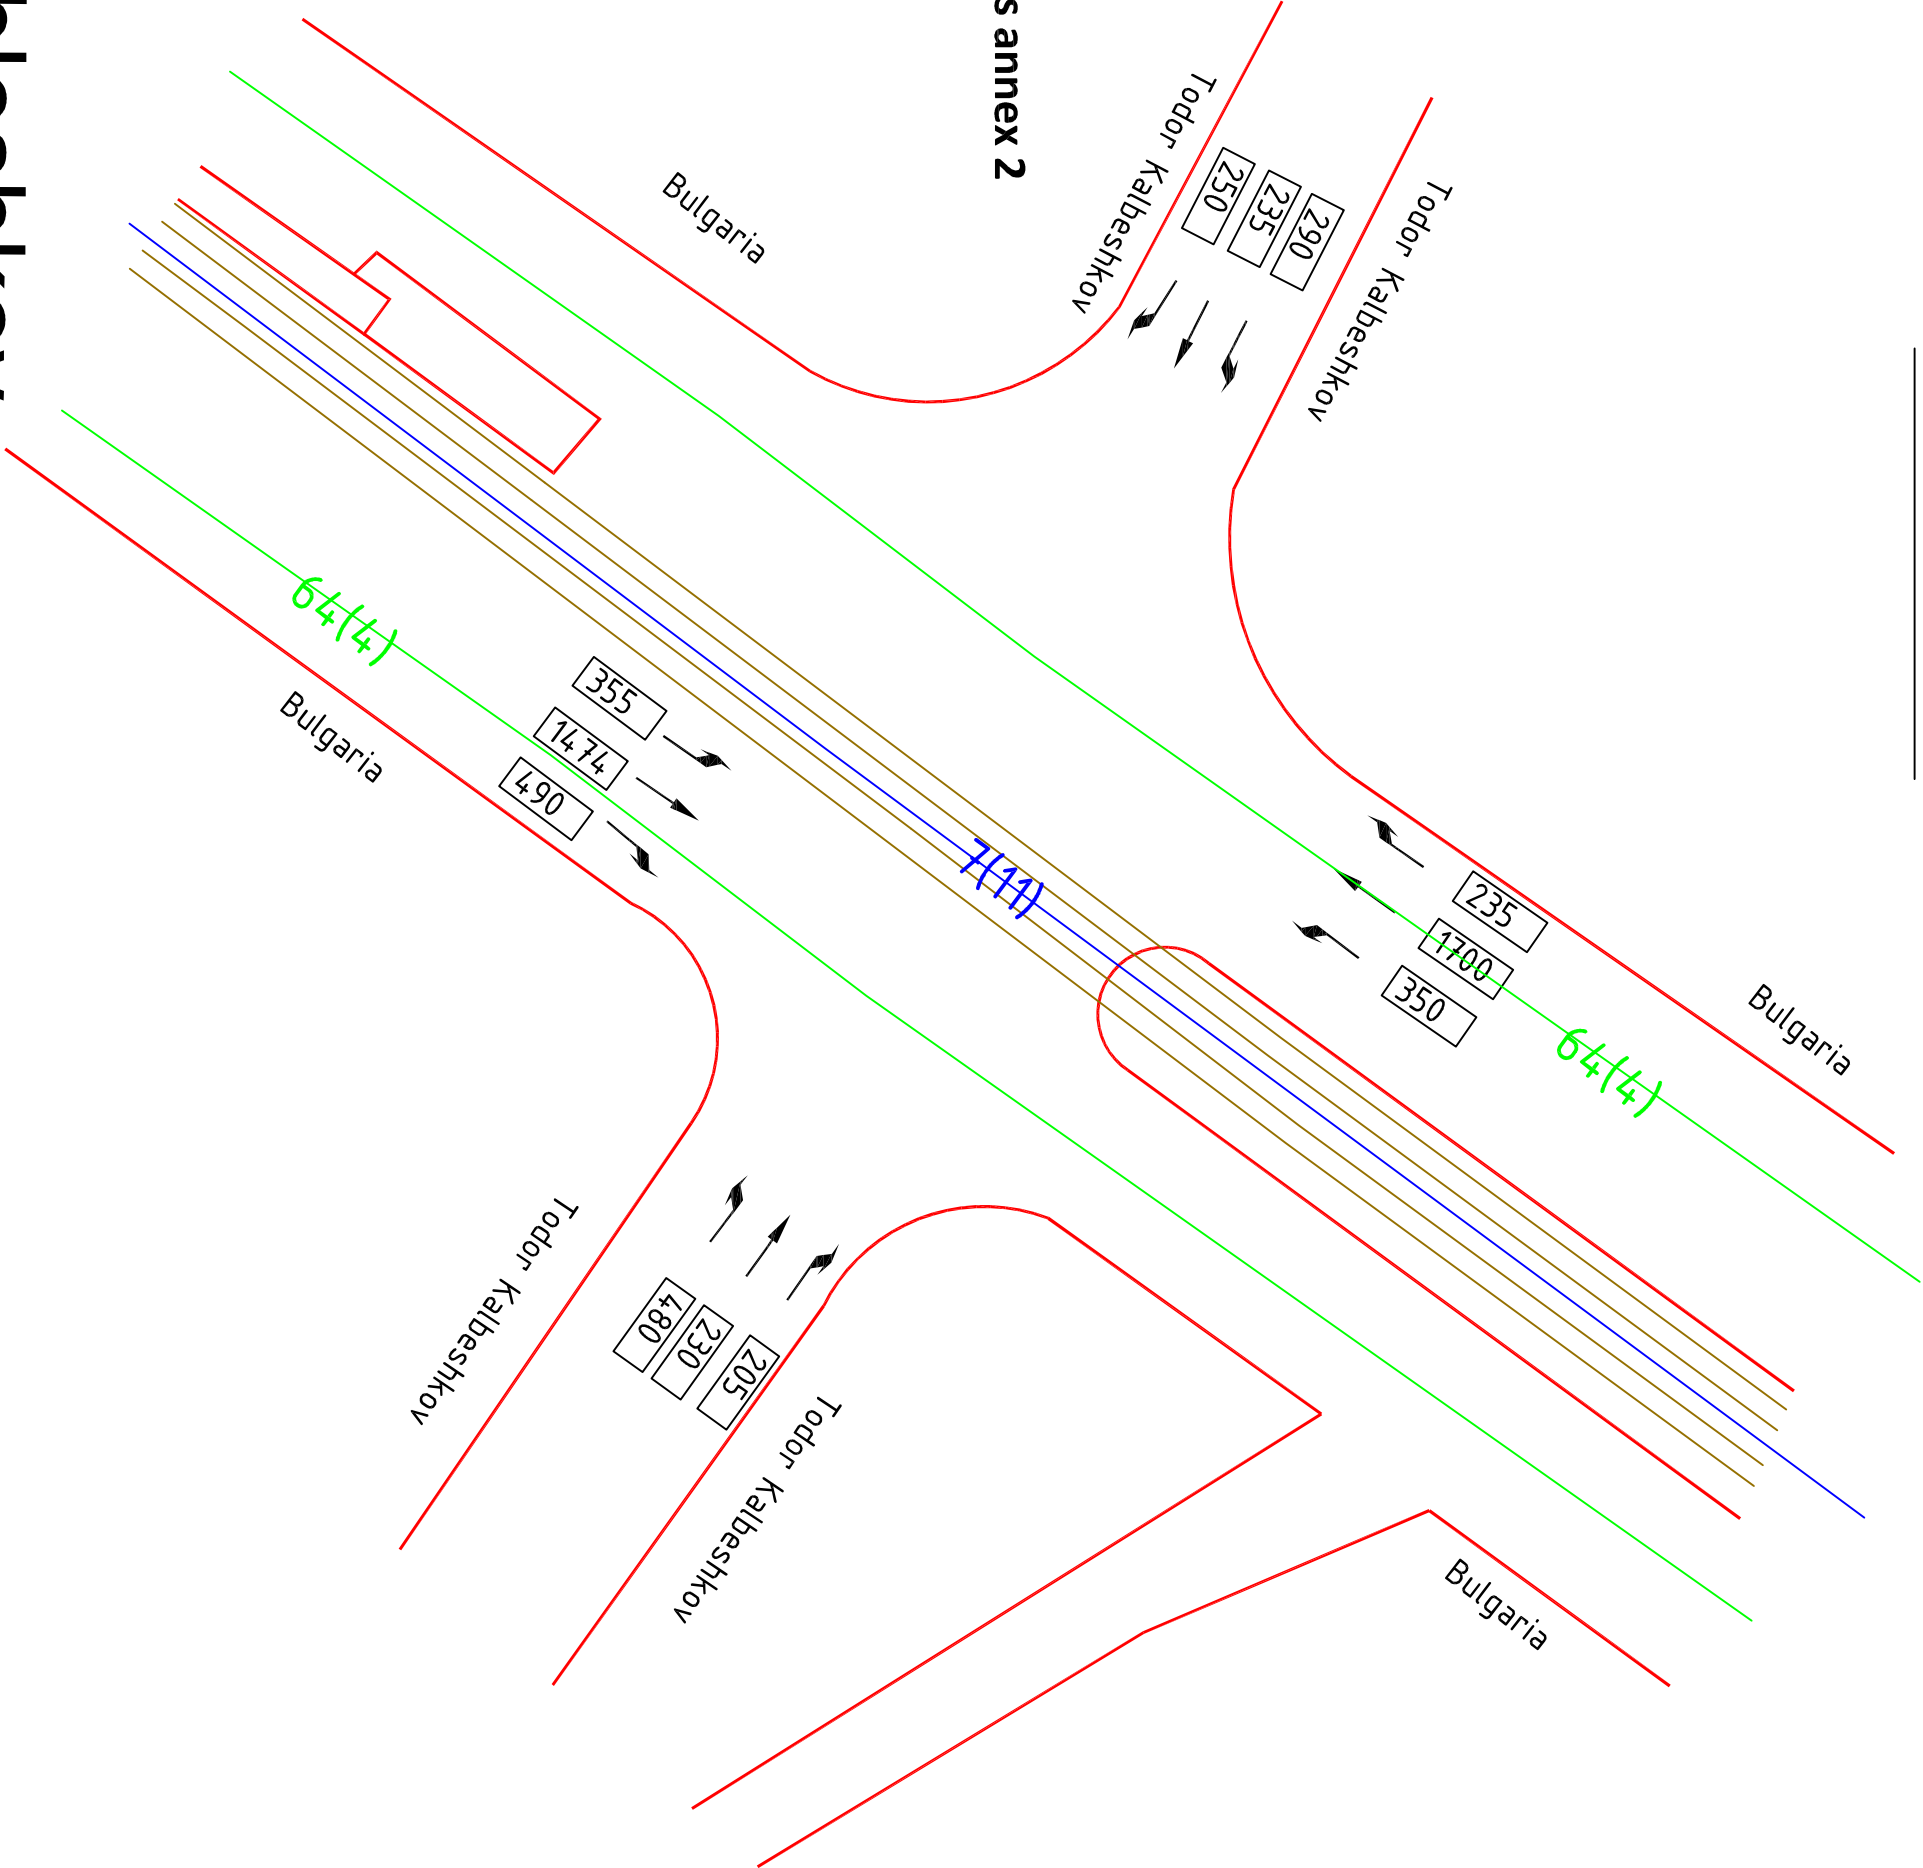 s annex 2
Bulgaria
Todor Kalbeshkov
250
235
290
Todor Kalbeshkov
64(4)
Bulgaria
355
1474
490
7(11)
235
1700
350
Bulgaria
64(4)
Todor Kalbeshkov
480
230
205
Todor Kalbeshkov
Bulgaria